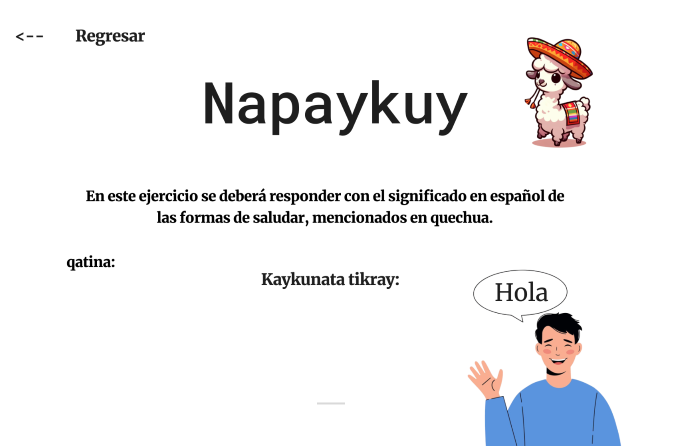 <-- Regresar
Napaykuy
En este ejercicio se deberá responder con el significado en español de
las formas de saludar, mencionados en quechua.
qatina:
Kaykunata tikray:
Hola